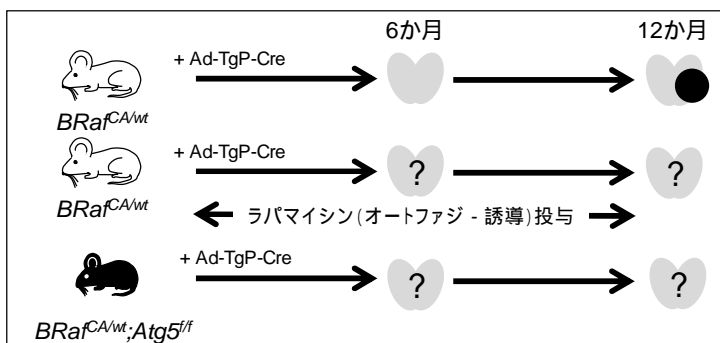 6か月 12か月
+ Ad-TgP-Cre
BRafCA/wt
+ Ad-TgP-Cre
? ?
BRafCA/wt
ラパマイシン(オートファジ - 誘導)投与
+ Ad-TgP-Cre
? ?
BRafCA/wt;Atg5f/f